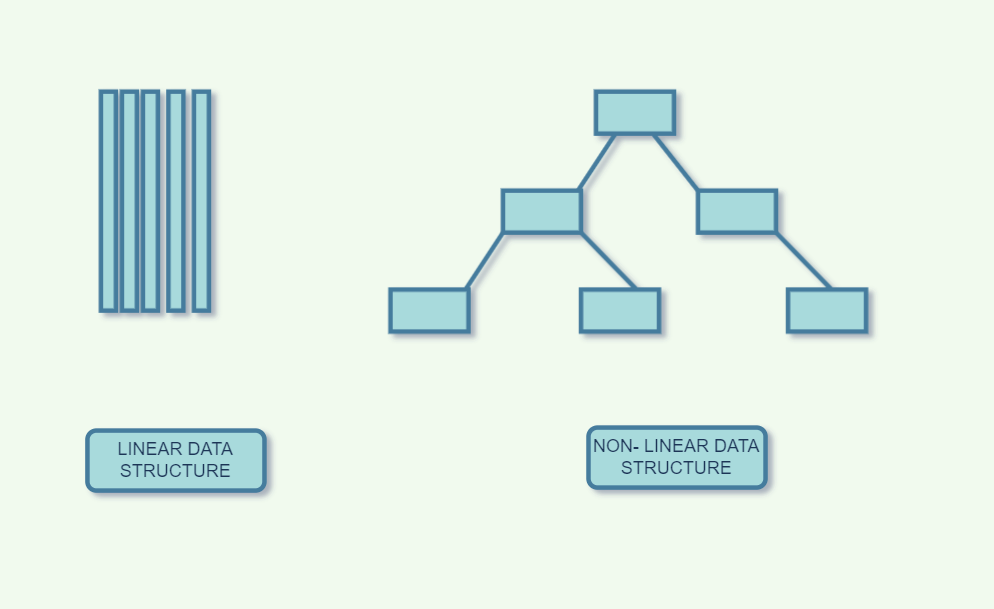 LINEAR DATA
STRUCTURE
NON- LINEAR DATA
STRUCTURE